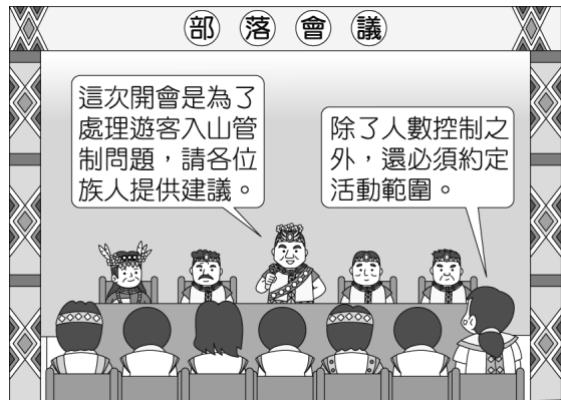 部落會議
這次開會是為了
處理遊客入山管
制問題，請各位
族人提供建議。
除了人數控制之
外，還必須約定
活動範圍。